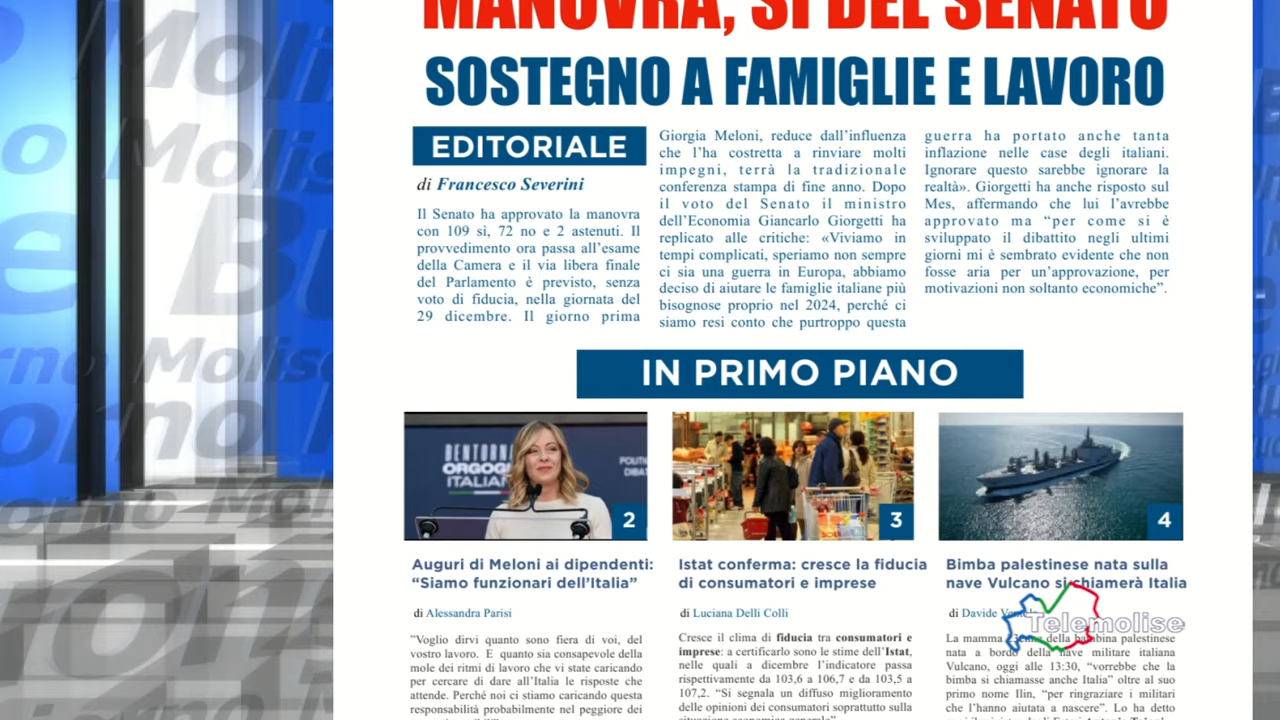 MANOVRA, SÌ DEL SENATO
SOSTEGNO A FAMIGLIE E LAVORO
EDITORIALE
di Francesco Severini
Il Senato ha approvato la manovra
con 109 sì, 72 no e 2 astenuti. Il
provvedimento ora passa all'esame
della Camera e il via libera finale
del Parlamento è previsto, senza
voto di fiducia, nella giornata del
29 dicembre. Il giorno prima
Giorgia Meloni, reduce dall'influenza
che l'ha costretta a rinviare molti
impegni, terrà la tradizionale
conferenza stampa di fine anno. Dopo
il voto del Senato il ministro
dell'Economia Giancarlo Giorgetti ha
replicato alle critiche: «Viviamo in
tempi complicati, speriamo non sempre
ci sia una guerra in Europa, abbiamo
deciso di aiutare le famiglie italiane più
bisognose proprio nel 2024, perché ci
siamo resi conto che purtroppo questa
guerra ha portato anche tanta
inflazione nelle case degli italiani.
Ignorare questo sarebbe ignorare la
realtà». Giorgetti ha anche risposto sul
Mes, affermando che lui l'avrebbe
approvato ma “per come si è
sviluppato il dibattito negli ultimi
giorni mi è sembrato evidente che non
fosse aria per un'approvazione, per
motivazioni non soltanto economiche”.
IN PRIMO PIANO
BENTORN
ORGOG
ITALIAN
POLITI
DIBA
2
3
4
Auguri di Meloni ai dipendenti:
“Siamo funzionari dell'Italia”
di Alessandra Parisi
"Voglio dirvi quanto sono fiera di voi, del
vostro lavoro. E quanto sia consapevole della
mole dei ritmi di lavoro che vi state caricando
per cercare di dare all'Italia le risposte che
attende. Perché noi ci stiamo caricando questa
responsabilità probabilmente nel peggiore dei
Istat conferma: cresce la fiducia
di consumatori e imprese
di Luciana Delli Colli
Cresce il clima di fiducia tra consumatori e
imprese: a certificarlo sono le stime dell'Istat,
nelle quali a dicembre l'indicatore passa
rispettivamente da 103,6 a 106,7 e da 103,5 a
107,2. “Si segnala un diffuso miglioramento
delle opinioni dei consumatori soprattutto sulla
situazione economica generale”
Bimba palestinese nata sulla
nave Vulcano si chiamerà Italia
di Davide
Telemolise
La mamma 23enne della bambina palestinese
nata a bordo della nave militare italiana
Vulcano, oggi alle 13:30, “vorrebbe che la
bimba si chiamasse anche Italia” oltre al suo
primo nome Ilin, “per ringraziare i militari
che l'hanno aiutata a nascere”. Lo ha detto